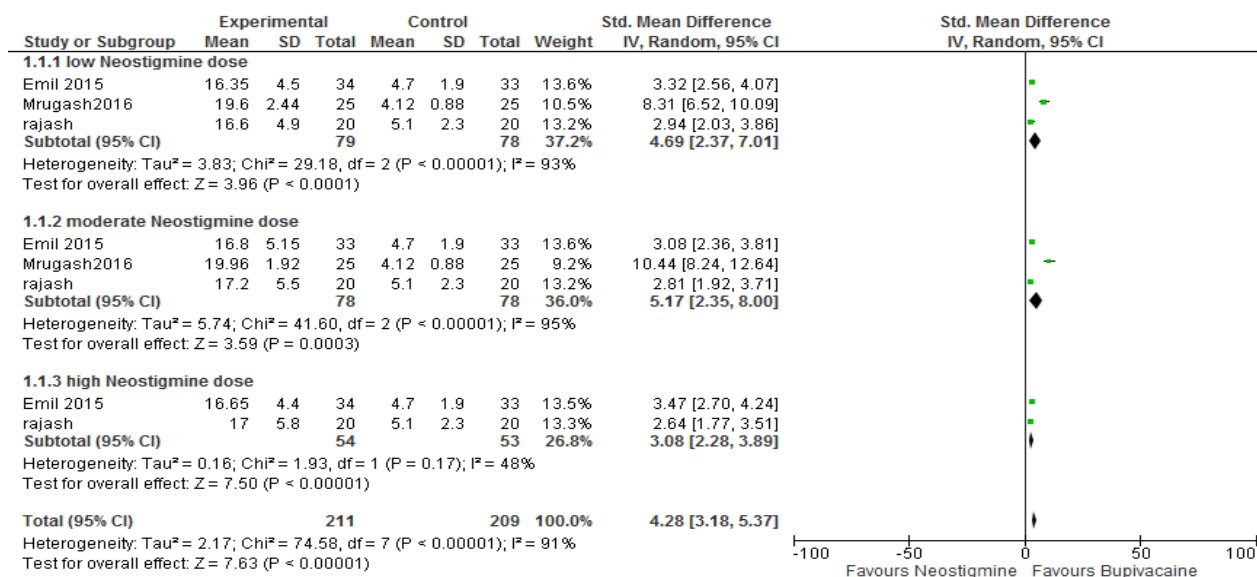 Experimental Control Std. Mean Difference Std. Mean Difference
Study or Subgroup Mean SD Total Mean SD Total Weight IV, Random, 95% CI IV, Random, 95% CI
1.1.1 low Neostigmine dose
Emil 2015 16.35 4.5 34 4.7 1.9 33 13.6% 3.32 [2.56, 4.07]
Mrugash2016 19.6 2.44 25 4.12 0.88 25 10.5% 8.31 [6.52, 10.09]
rajash 16.6 4.9 20 5.1 2.3 20 13.2% 2.94 [2.03, 3.86]
Subtotal (95% CI) 79 78 37.2% 4.69 [2.37, 7.01]
Heterogeneity: Tau² = 3.83; Chi² = 29.18, df = 2 (P < 0.00001); I² = 93%
Test for overall effect: Z = 3.96 (P < 0.0001)
1.1.2 moderate Neostigmine dose
Emil 2015 16.8 5.15 33 4.7 1.9 33 13.6% 3.08 [2.36, 3.81]
Mrugash2016 19.96 1.92 25 4.12 0.88 25 9.2% 10.44 [8.24, 12.64]
rajash 17.2 5.5 20 5.1 2.3 20 13.2% 2.81 [1.92, 3.71]
Subtotal (95% CI) 78 78 36.0% 5.17 [2.35, 8.00]
Heterogeneity: Tau² = 5.74; Chi² = 41.60, df = 2 (P < 0.00001); I² = 95%
Test for overall effect: Z = 3.59 (P = 0.0003)
1.1.3 high Neostigmine dose
Emil 2015 16.65 4.4 34 4.7 1.9 33 13.5% 3.47 [2.70, 4.24]
rajash 17 5.8 20 5.1 2.3 20 13.3% 2.64 [1.77, 3.51]
Subtotal (95% CI) 54 53 26.8% 3.08 [2.28, 3.89]
Heterogeneity: Tau² = 0.16; Chi² = 1.93, df = 1 (P = 0.17); I² = 48%
Test for overall effect: Z = 7.50 (P < 0.00001)
Total (95% CI) 211 209 100.0% 4.28 [3.18, 5.37]
Heterogeneity: Tau² = 2.17; Chi² = 74.58, df = 7 (P < 0.00001); I² = 91%
Test for overall effect: Z = 7.63 (P < 0.00001)
-100 -50 0 50 100
Favours Neostigmine Favours Bupivacaine